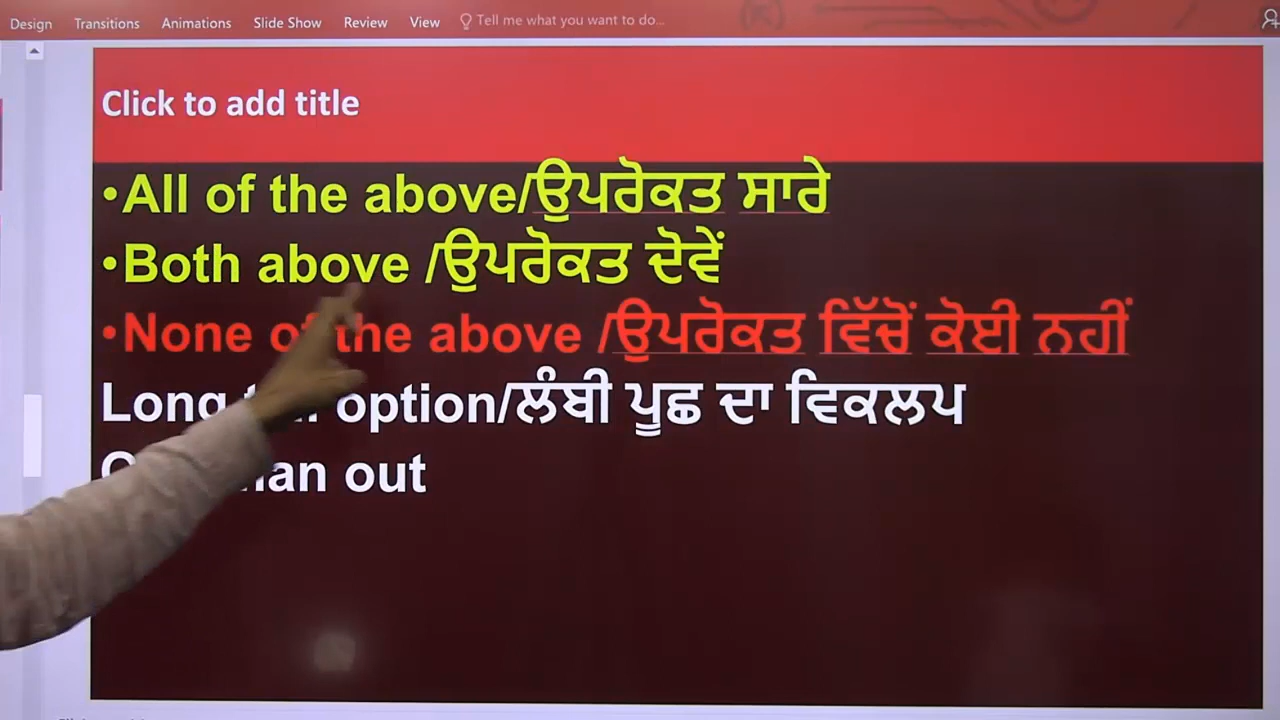 Design Transitions Animations Slide Show Review View Tell me what you want to do...
Click to add title
•All of the above/ਉਪਰੋਕਤ ਸਾਰੇ
•Both above /ਉਪਰੋਕਤ ਦੋਵੇਂ
•None of the above /ਉਪਰੋਕਤ ਵਿੱਚੋਂ ਕੋਈ ਨਹੀਂ
Long option/ਲੰਬੀ ਪੂਛ ਦਾ ਵਿਕਲਪ
out